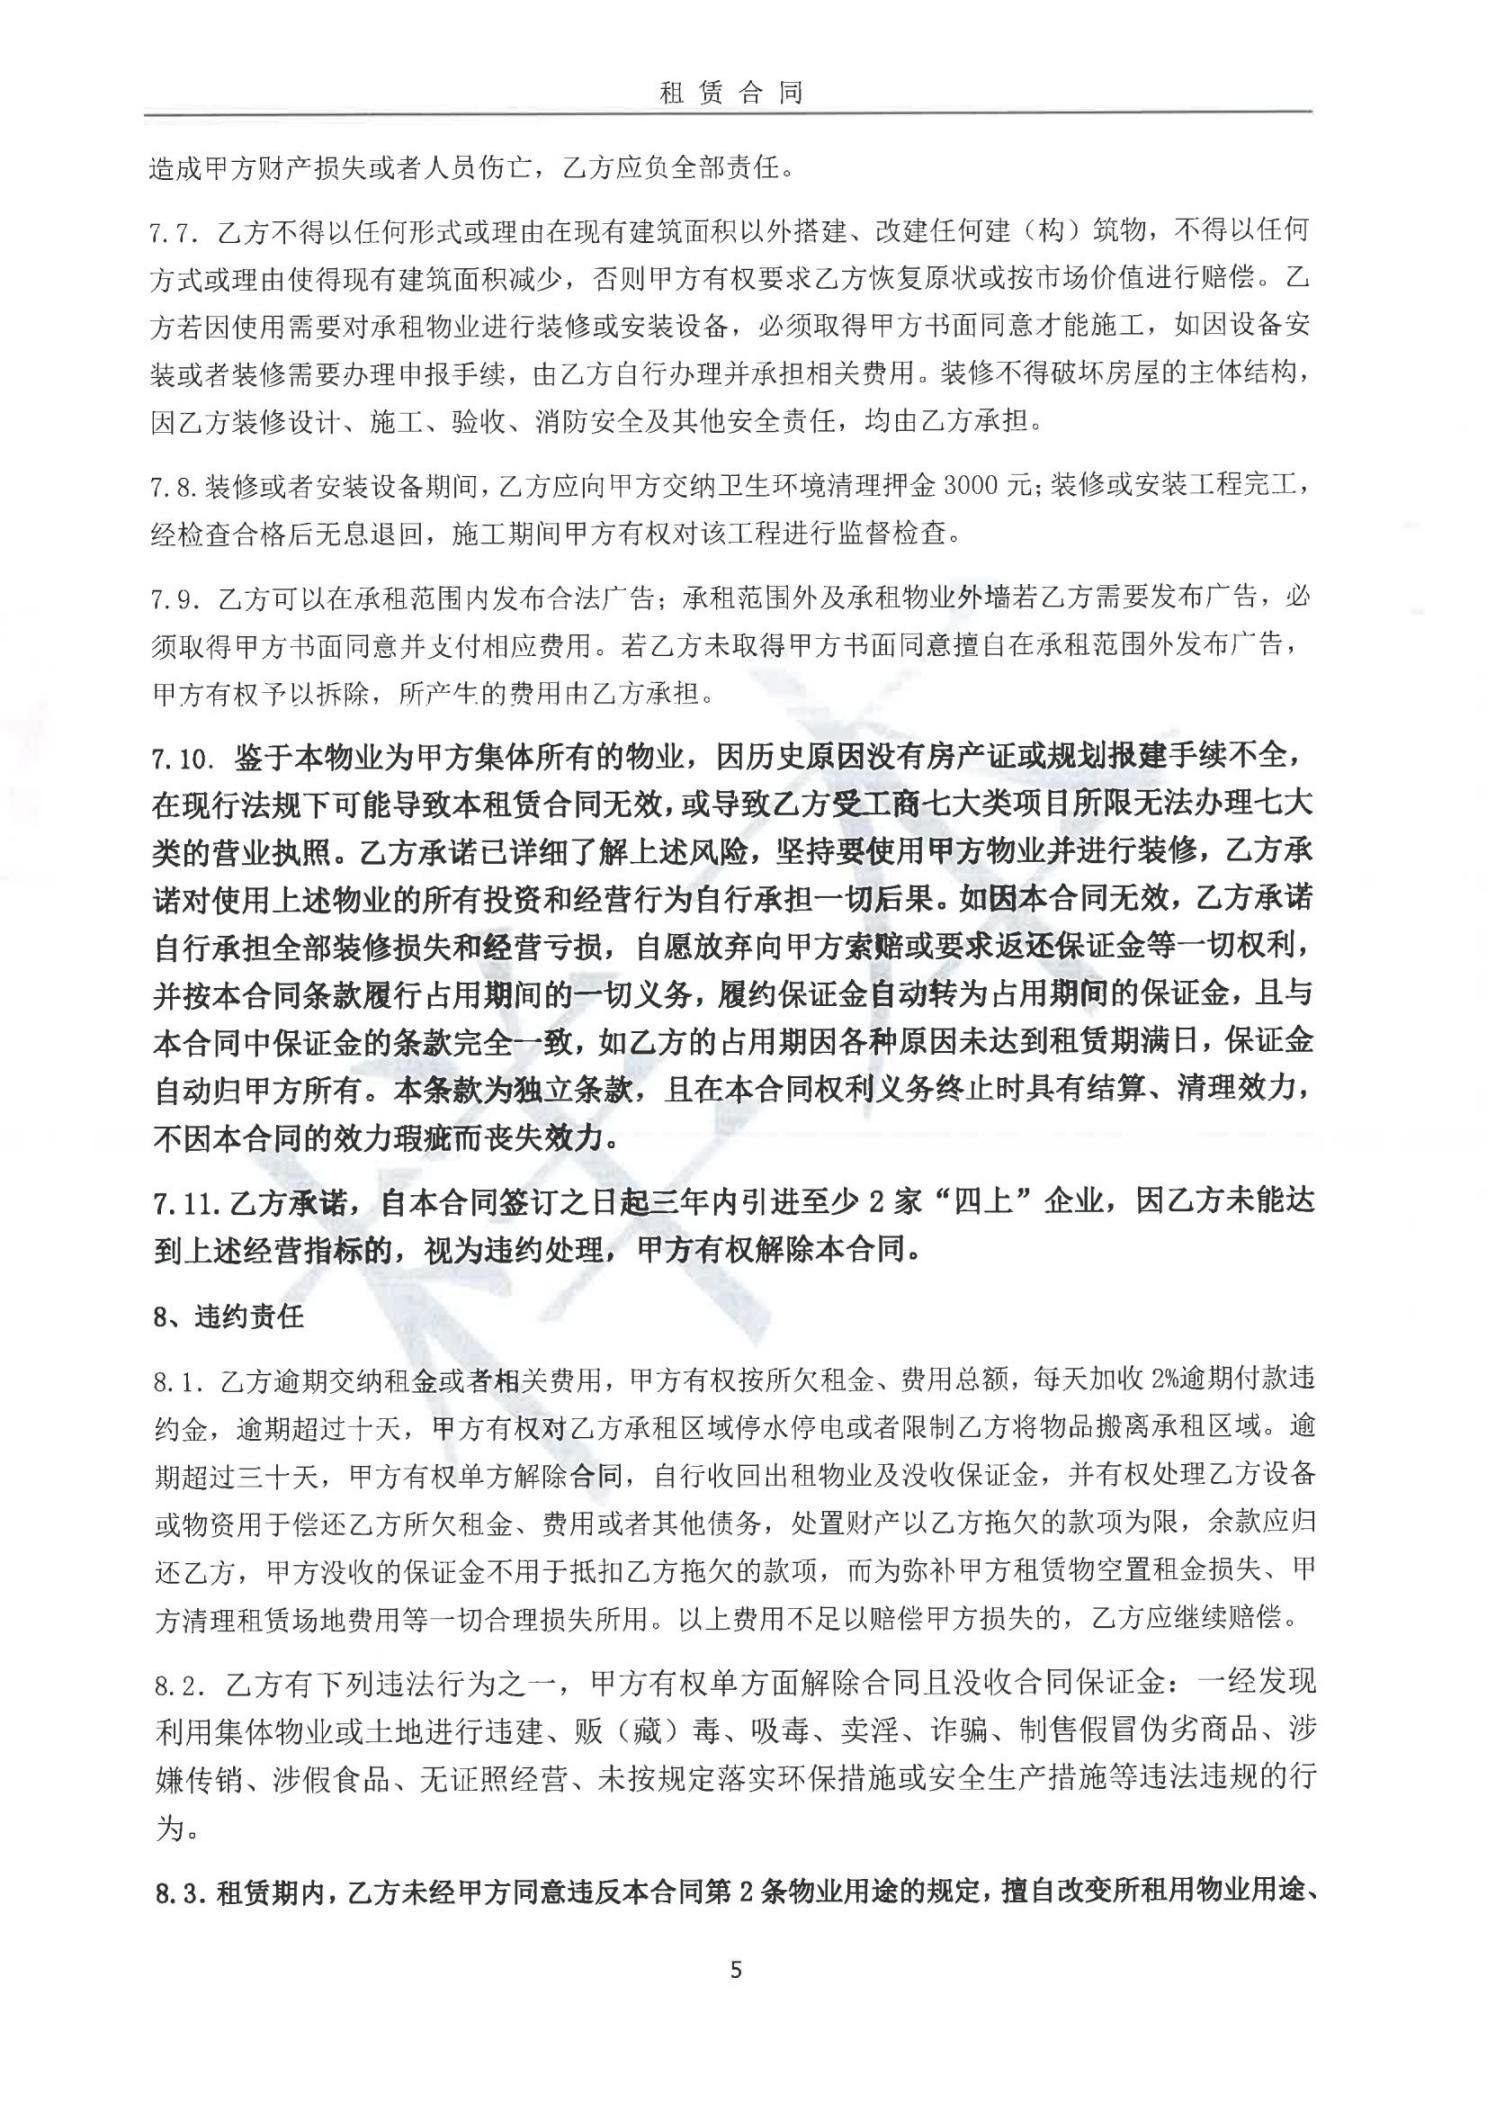 租赁合同
造成甲方财产损失或者人员伤亡，乙方应负全部责任。
7.7．乙方不得以任何形式或理由在现有建筑面积以外搭建、改建任何建（构）筑物，不得以任何
方式或理由使得现有建筑面积减少，否则甲方有权要求乙方恢复原状或按市场价值进行赔偿。乙
方若因使用需要对承租物业进行装修或安装设备，必须取得甲方书面同意才能施工，如因设备安
装或者装修需要办理申报手续，由乙方自行办理并承担相关费用。装修不得破坏房屋的主体结构，
因乙方装修设计、施工、验收、消防安全及其他安全责任，均由乙方承担。
7.8.装修或者安装设备期间，乙方应向甲方交纳卫生环境清理押金 3000 元；装修或安装工程完工，
经检查合格后无息退回，施工期间甲方有权对该工程进行监督检查。
7.9．乙方可以在承租范围内发布合法广告；承租范围外及承租物业外墙若乙方需要发布广告，必
须取得甲方书面同意并支付相应费用。若乙方未取得甲方书面同意擅自在承租范围外发布广告，
甲方有权予以拆除，所产生的费用由乙方承担。
7.10．鉴于本物业为甲方集体所有的物业，因历史原因没有房产证或规划报建手续不全，
在现行法规下可能导致本租赁合同无效，或导致乙方受工商七大类项目所限无法办理七大
类的营业执照。乙方承诺已详细了解上述风险，坚持要使用甲方物业并进行装修，乙方承
诺对使用上述物业的所有投资和经营行为自行承担一切后果。如因本合同无效，乙方承诺
自行承担全部装修损失和经营亏损，自愿放弃向甲方索赔或要求返还保证金等一切权利，
并按本合同条款履行占用期间的一切义务，履约保证金自动转为占用期间的保证金，且与
本合同中保证金的条款完全一致，如乙方的占用期因各种原因未达到租赁期满日，保证金
自动归甲方所有。本条款为独立条款，且在本合同权利义务终止时具有结算、清理效力，
不因本合同的效力瑕疵而丧失效力。
7.11.乙方承诺，自本合同签订之日起三年内引进至少 2 家“四上”企业，因乙方未能达
到上述经营指标的，视为违约处理，甲方有权解除本合同。
8、违约责任
8.1．乙方逾期交纳租金或者相关费用，甲方有权按所欠租金、费用总额，每天加收 2%逾期付款违
约金，逾期超过十天，甲方有权对乙方承租区域停水停电或者限制乙方将物品搬离承租区域。逾
期超过三十天，甲方有权单方解除合同，自行收回出租物业及没收保证金，并有权处理乙方设备
或物资用于偿还乙方所欠租金、费用或者其他债务，处置财产以乙方拖欠的款项为限，余款应归
还乙方，甲方没收的保证金不用于抵扣乙方拖欠的款项，而为弥补甲方租赁物空置租金损失、甲
方清理租赁场地费用等一切合理损失所用。以上费用不足以赔偿甲方损失的，乙方应继续赔偿。
8.2．乙方有下列违法行为之一，甲方有权单方面解除合同且没收合同保证金：一经发现
利用集体物业或土地进行违建、贩（藏）毒、吸毒、卖淫、诈骗、制售假冒伪劣商品、涉
嫌传销、涉假食品、无证照经营、未按规定落实环保措施或安全生产措施等违法违规的行
为。
8.3．租赁期内，乙方未经甲方同意违反本合同第 2 条物业用途的规定，擅自改变所租用物业用途、
5
样本